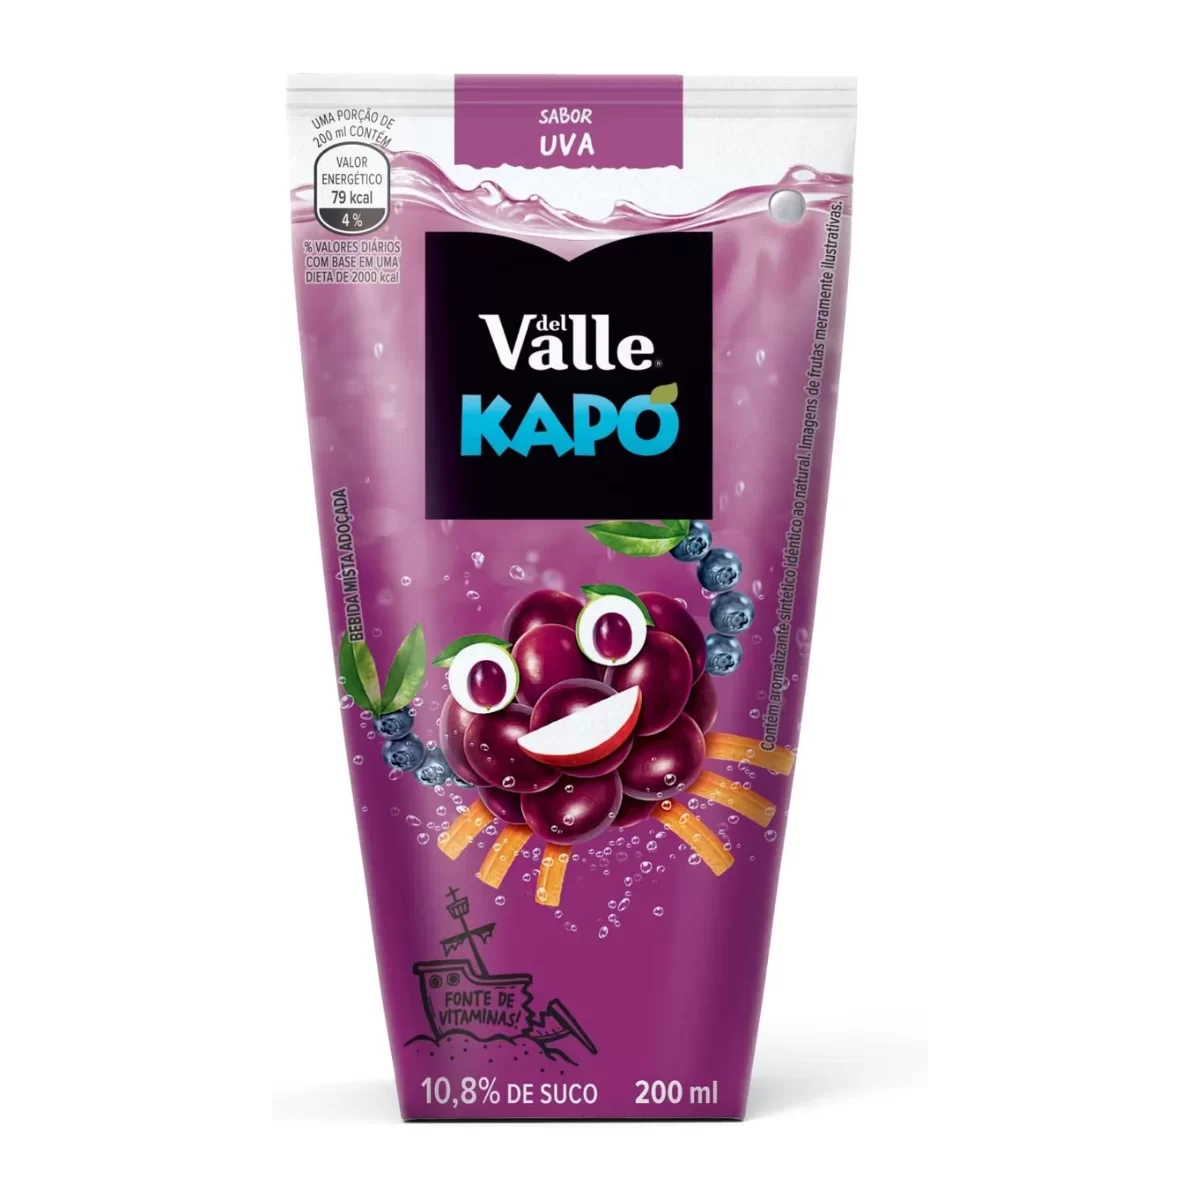 SABOR
UVA
UMA PORÇÃO DE
200 ml CONTÉM
VALOR
ENERGÉTICO
79 kcal
4%
% VALORES DIÁRIOS
COM BASE EM UMA
DIETA DE 2000 kcal
del
Valle®
KAPO
BEBIDA MISTA ADOÇADA
Contém aromatizante sintético idêntico ao natural. Imagens de frutas meramente ilustrativas.
FONTE DE
VITAMINAS!
10,8% DE SUCO 200 ml